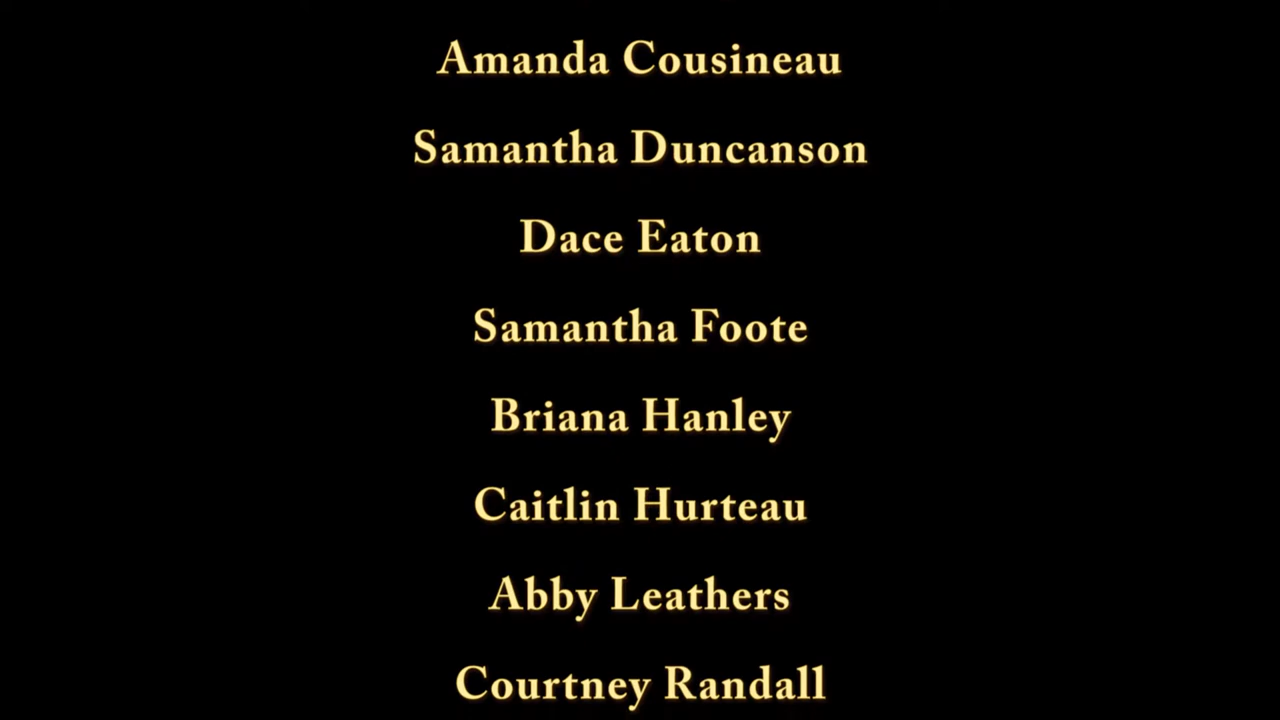 Amanda Cousineau
Samantha Duncanson
Dace Eaton
Samantha Foote
Briana Hanley
Caitlin Hurteau
Abby Leathers
Courtney Randall